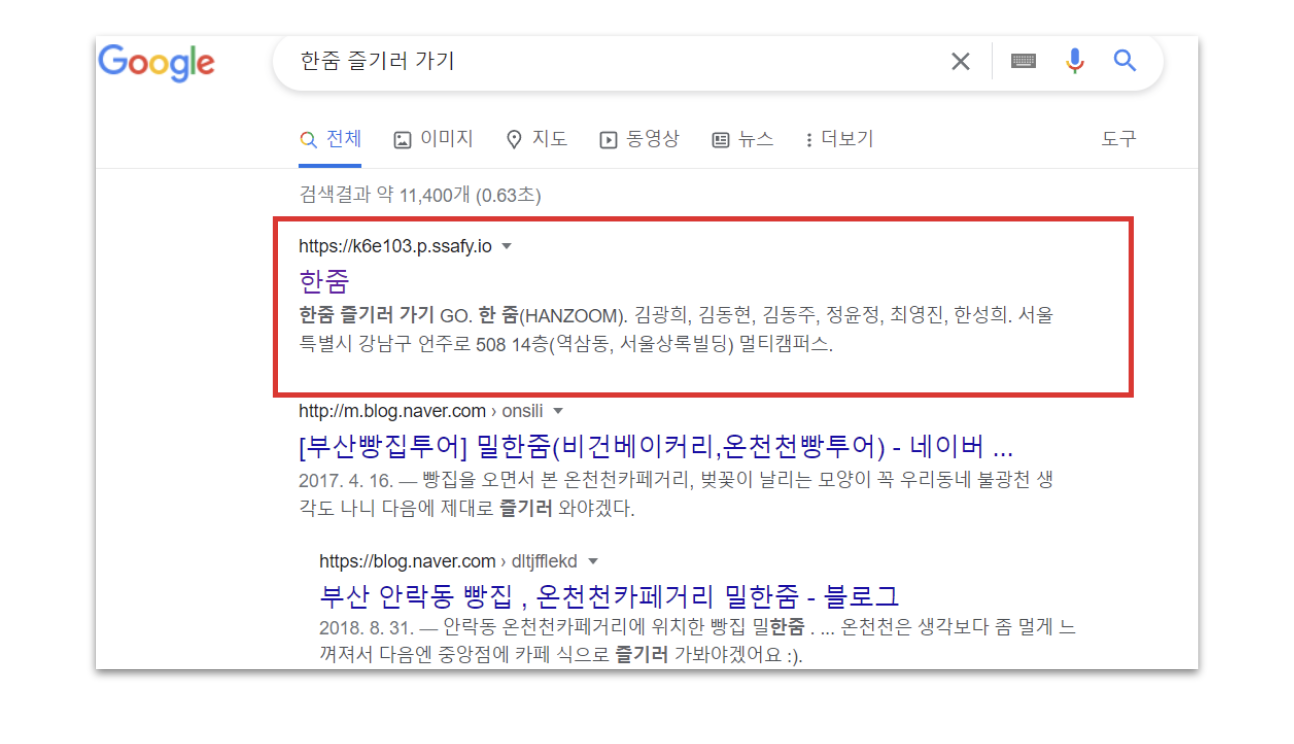 Google
한줌 즐기러 가기
전체 이미지 지도 동영상 뉴스 더보기 도구
검색결과 약 11,400개 (0.63초)
https://k6e103.p.ssafy.io
한줌
한줌 즐기러 가기 GO. 한 줌(HANZOOM). 김광희, 김동현, 김동주, 정윤정, 최영진, 한성희. 서울
특별시 강남구 언주로 508 14층(역삼동, 서울상록빌딩) 멀티캠퍼스.
http://m.blog.naver.com › onsili
[부산빵집투어] 밀한줌(비건베이커리,온천천빵투어) - 네이버 ...
2017. 4. 16. — 빵집을 오면서 본 온천천카페거리, 벚꽃이 날리는 모양이 꼭 우리동네 불광천 생
각도 나니 다음에 제대로 즐기러 와야겠다.
https://blog.naver.com › dltjfflekd
부산 안락동 빵집 , 온천천카페거리 밀한줌 - 블로그
2018. 8. 31. — 안락동 온천천카페거리에 위치한 빵집 밀한줌 . ... 온천천은 생각보다 좀 멀게 느
껴져서 다음엔 중앙점에 카페 식으로 즐기러 가봐야겠어요 :).